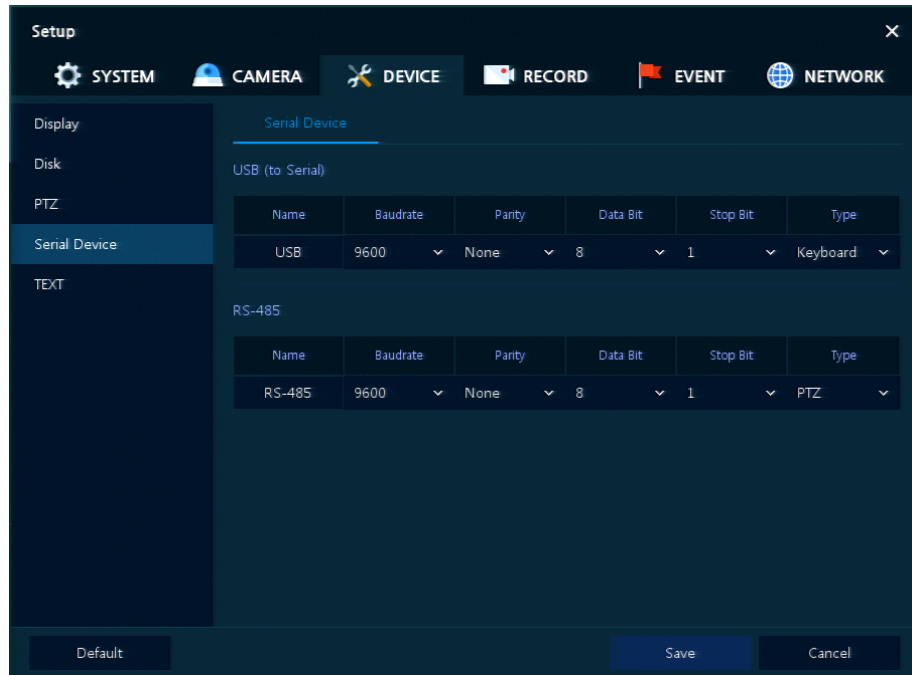 Setup
SYSTEM CAMERA DEVICE RECORD EVENT NETWORK
Display
Disk
PTZ
Serial Device
TEXT
Serial Device
USB (to Serial)
Name Baudrate Parity Data Bit Stop Bit Type
USB 9600 None 8 1 Keyboard
RS-485
Name Baudrate Parity Data Bit Stop Bit Type
RS-485 9600 None 8 1 PTZ
Default Save Cancel